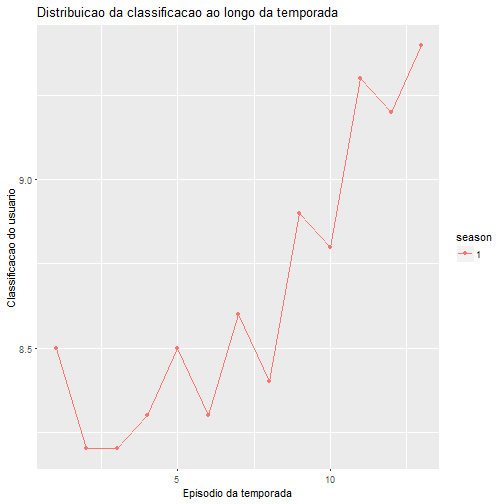 Distribuicao da classificacao ao longo da temporada
Classificacao do usuario
9.0
8.5
5
10
Episodio da temporada
season
1